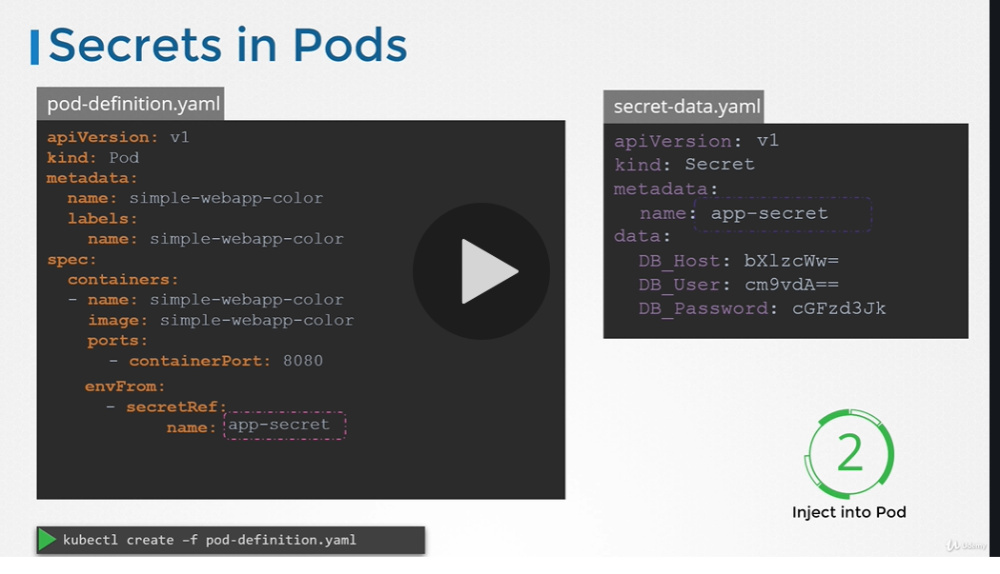 Secrets in Pods
pod-definition.yaml
apiVersion: v1
kind: Pod
metadata:
name: simple-webapp-color
labels:
name: simple-webapp-color
spec:
containers:
- name: simple-webapp-color
image: simple-webapp-color
ports:
- containerPort: 8080
envFrom:
- secretRef:
name: app-secret
kubectl create –f pod-definition.yaml
secret-data.yaml
apiVersion: v1
kind: Secret
metadata:
name: app-secret
data:
DB_Host: bXlzcWw=
DB_User: cm9vdA==
DB_Password: cGFzd3Jk
2
Inject into Pod
Udemy